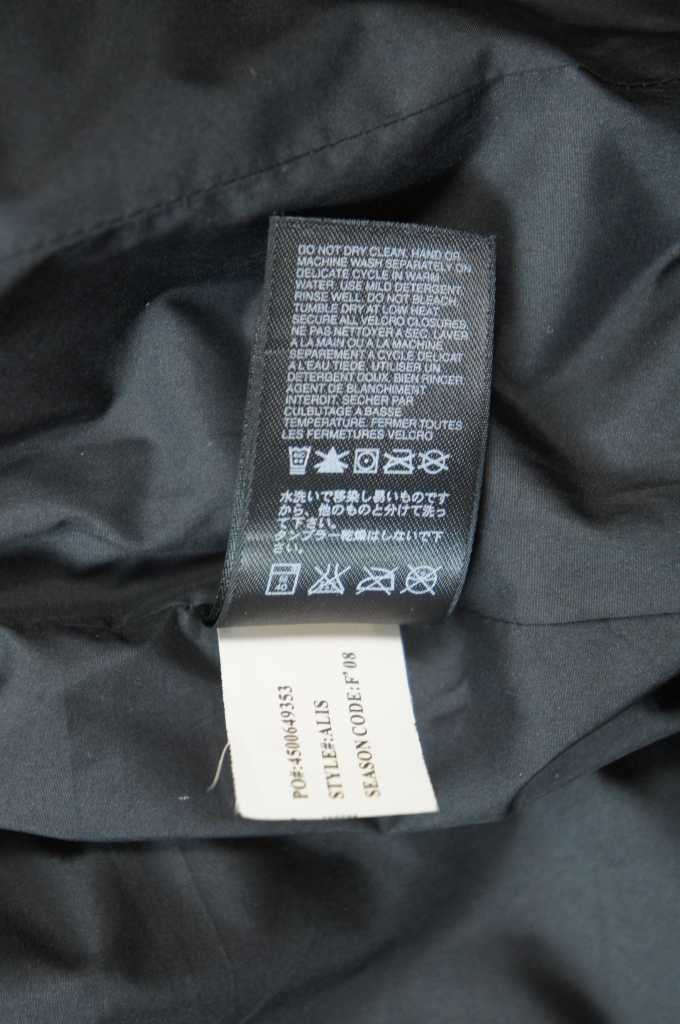 DO NOT DRY CLEAN. HAND OR
MACHINE WASH SEPARATELY ON
DELICATE CYCLE IN WARM
WATER. USE MILD DETERGENT
RINSE WELL. DO NOT BLEACH.
TUMBLE DRY AT LOW HEAT
SECURE ALL VELCRO CLOSURES
NE PAS NETTOYER A SEC. LAVER
A LA MAIN OU A LA MACHINE
SEPAREMENT A CYCLE DELICAT
A L'EAU TIEDE, UTILISER UN
DETERGENT DOUX. BIEN RINCER
AGENT DE BLANCHIMENT
INTERDIT, SECHER PAR
CULBUTAGE A BASSE
TEMPERATURE. FERMER TOUTES
LES FERMETURES VELCRO
水洗いで移染し易いものです
から、他のものと分けて洗っ
て下さい。
タンブラー乾燥はしないで下
さい。
40
PO#:4500649353
STYLE#:ALIS
SEASON CODE:F'08